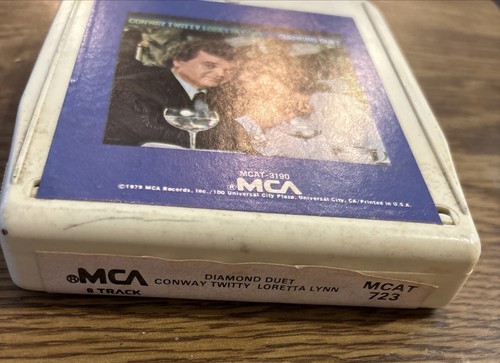 CONWAY TWITTY LORETTA
MCAT-3190
®MCA
©1979 MCA Records, Inc./100 Universal City Plaza, Universal City, CA/Printed in U.S.A.
®MCA
8 TRACK
DIAMOND DUET
CONWAY TWITTY LORETTA LYNN
MCAT
723